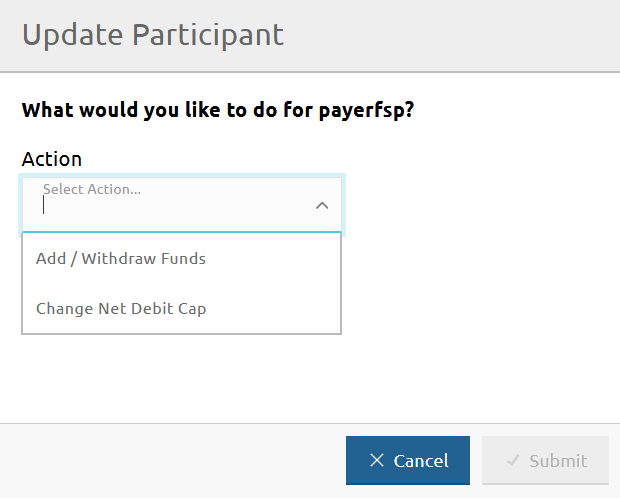 Update Participant
What would you like to do for payerfsp?
Action
Select Action...
Add / Withdraw Funds
Change Net Debit Cap
Cancel Submit